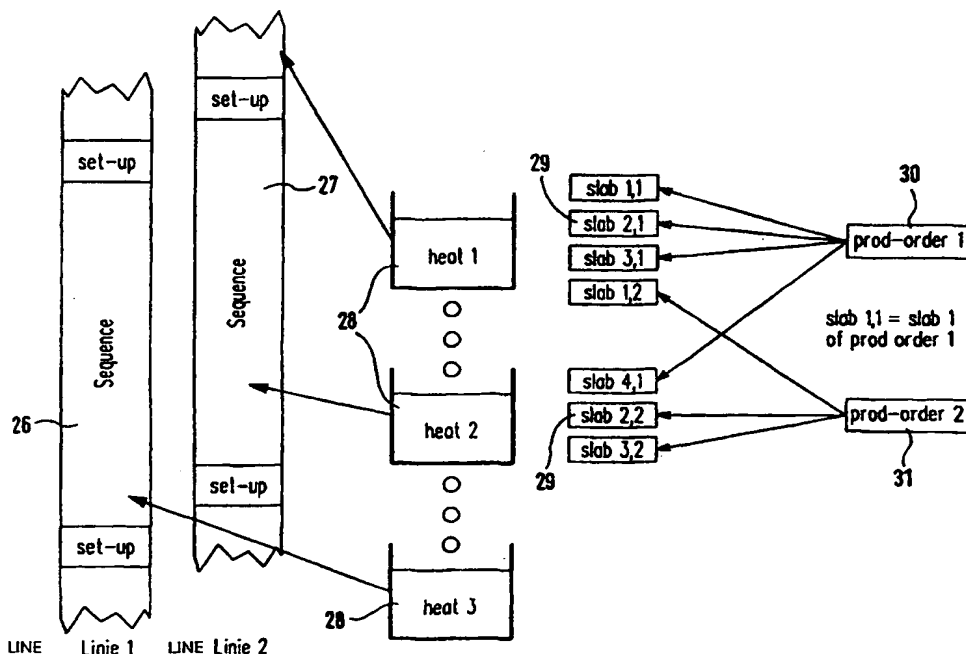 set-up
set-up
27
29
slab 1,1
30
slab 2,1
prod-order 1
heat 1
slab 3,1
28
slab 1,2
Sequence
Sequence
slab 1,1 = slab 1
of prod order 1
28
slab 4,1
26
heat 2
slab 2,2
prod-order 2
29
slab 3,2
31
set-up
set-up
28
heat 3
LINE Linie 1 LINE Linie 2